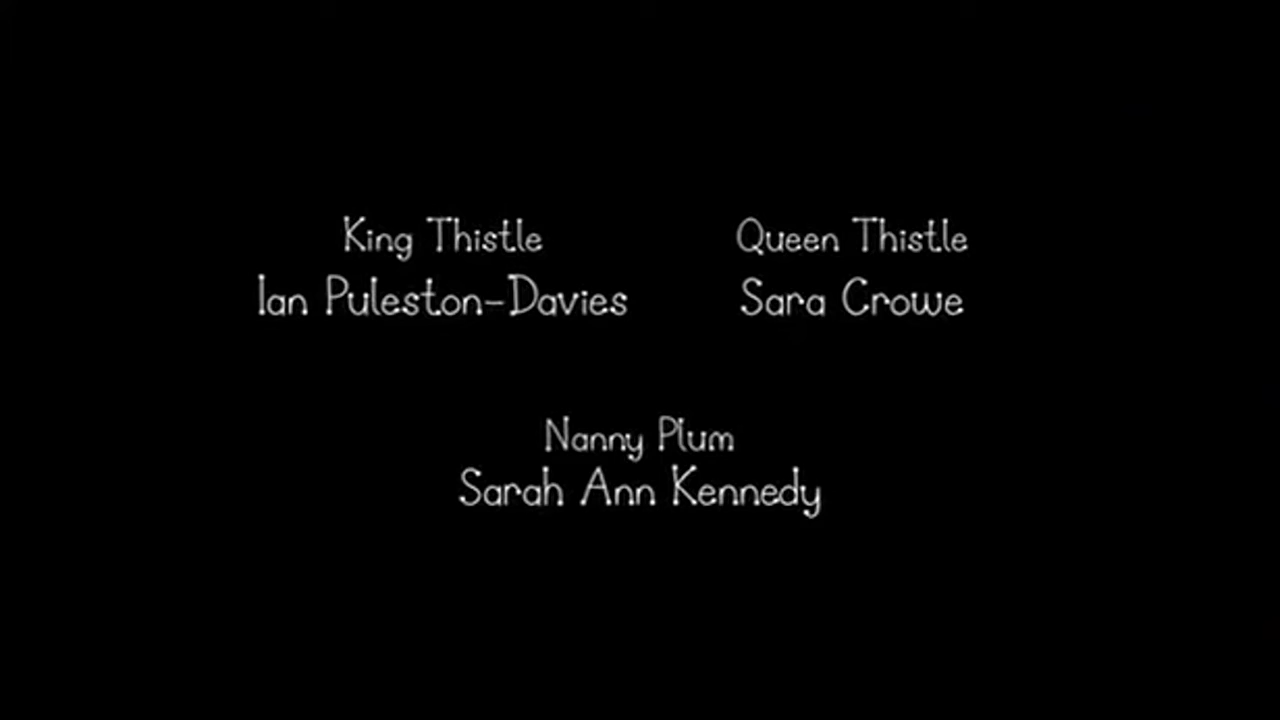 King Thistle
Ian Puleston-Davies
Queen Thistle
Sara Crowe
Nanny Plum
Sarah Ann Kennedy